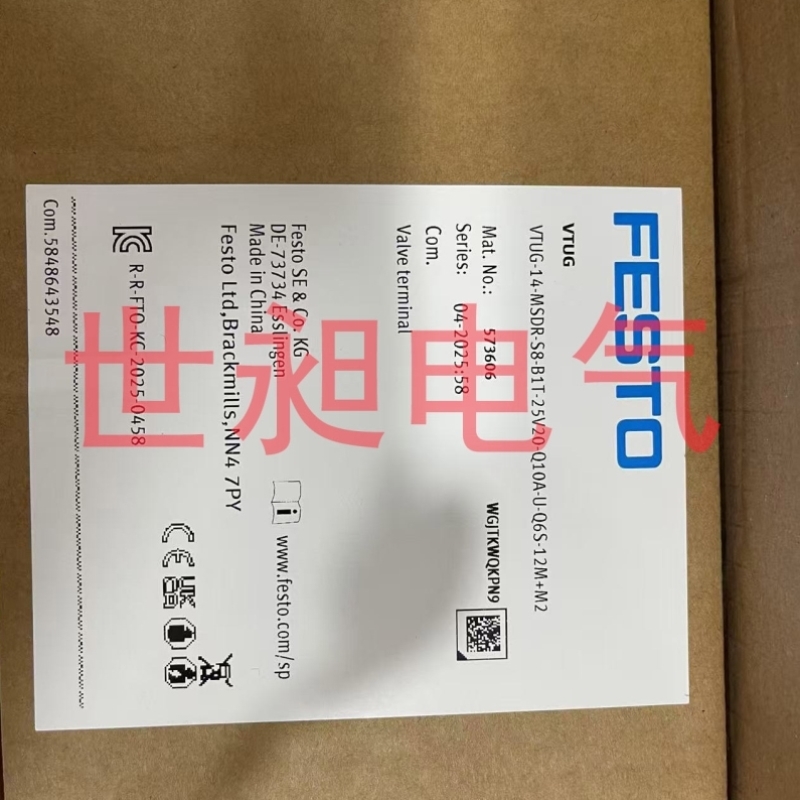 FESTO
VTUG
VTUG-14-MSDR-S8-B1T-25V20-Q10A-U-Q6S-12M+M2
Mat. No.: 573606
WGJTKWQKPN9
Series: 04-2025:58
Com.
Valve terminal
Festo SE & Co. KG
DE-73734 Esslingen
Made in China
www.festo.com/sp
Festo Ltd,Brackmills,NN4 7PY
R-R-FTO-KC-2025-0458
Com.5848643548
世昶电气